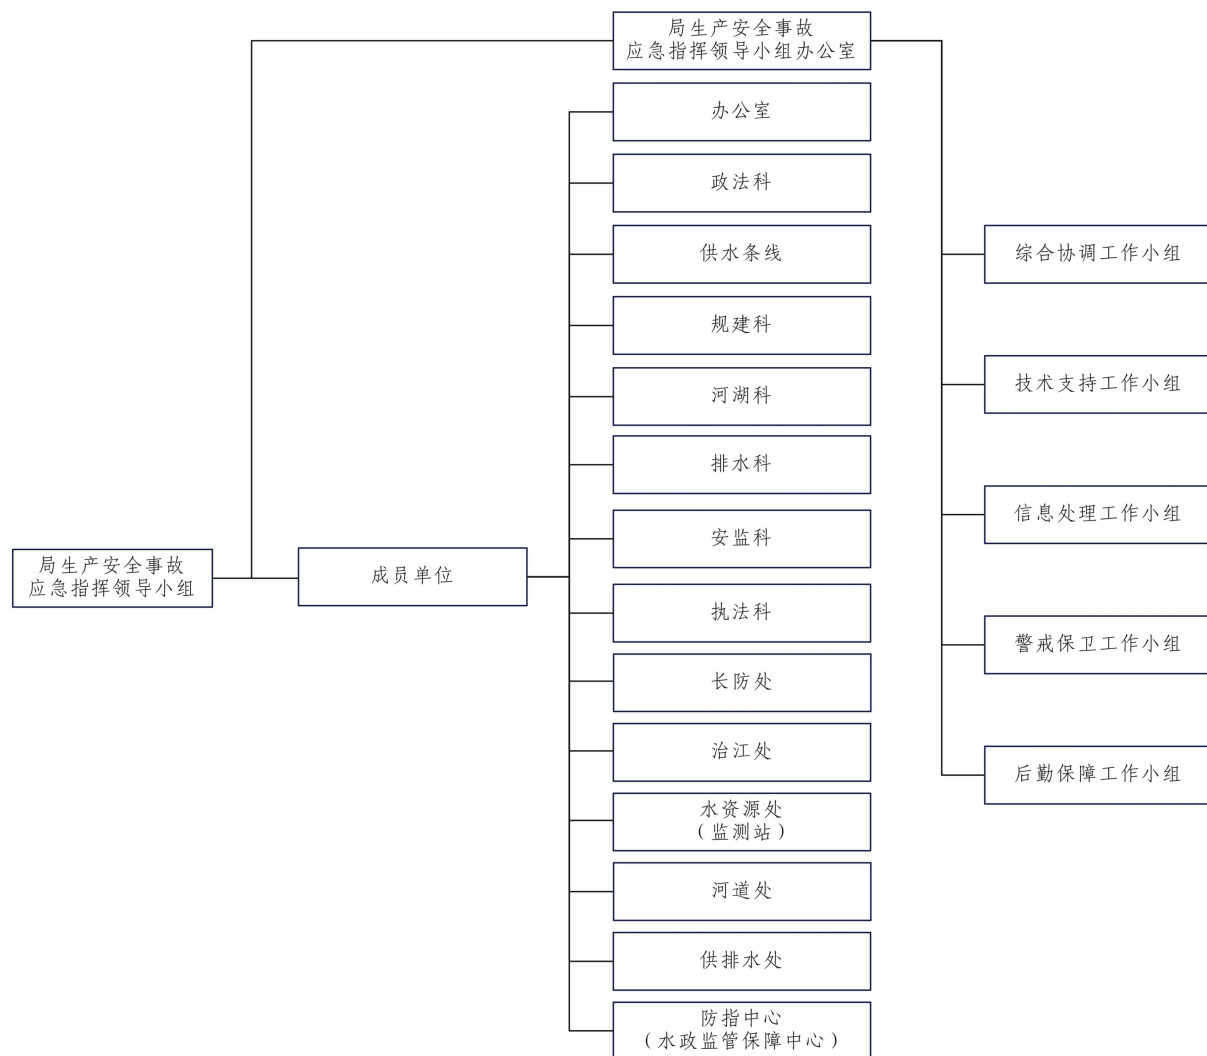 局生产安全事故
应急指挥领导小组办公室
办公室
政法科
供水条线
规建科
河湖科
排水科
安监科
执法科
长防处
治江处
水资源处
（监测站）
河道处
供排水处
防指中心
（水政监管保障中心）
局生产安全事故
应急指挥领导小组
成员单位
综合协调工作小组
技术支持工作小组
信息处理工作小组
警戒保卫工作小组
后勤保障工作小组